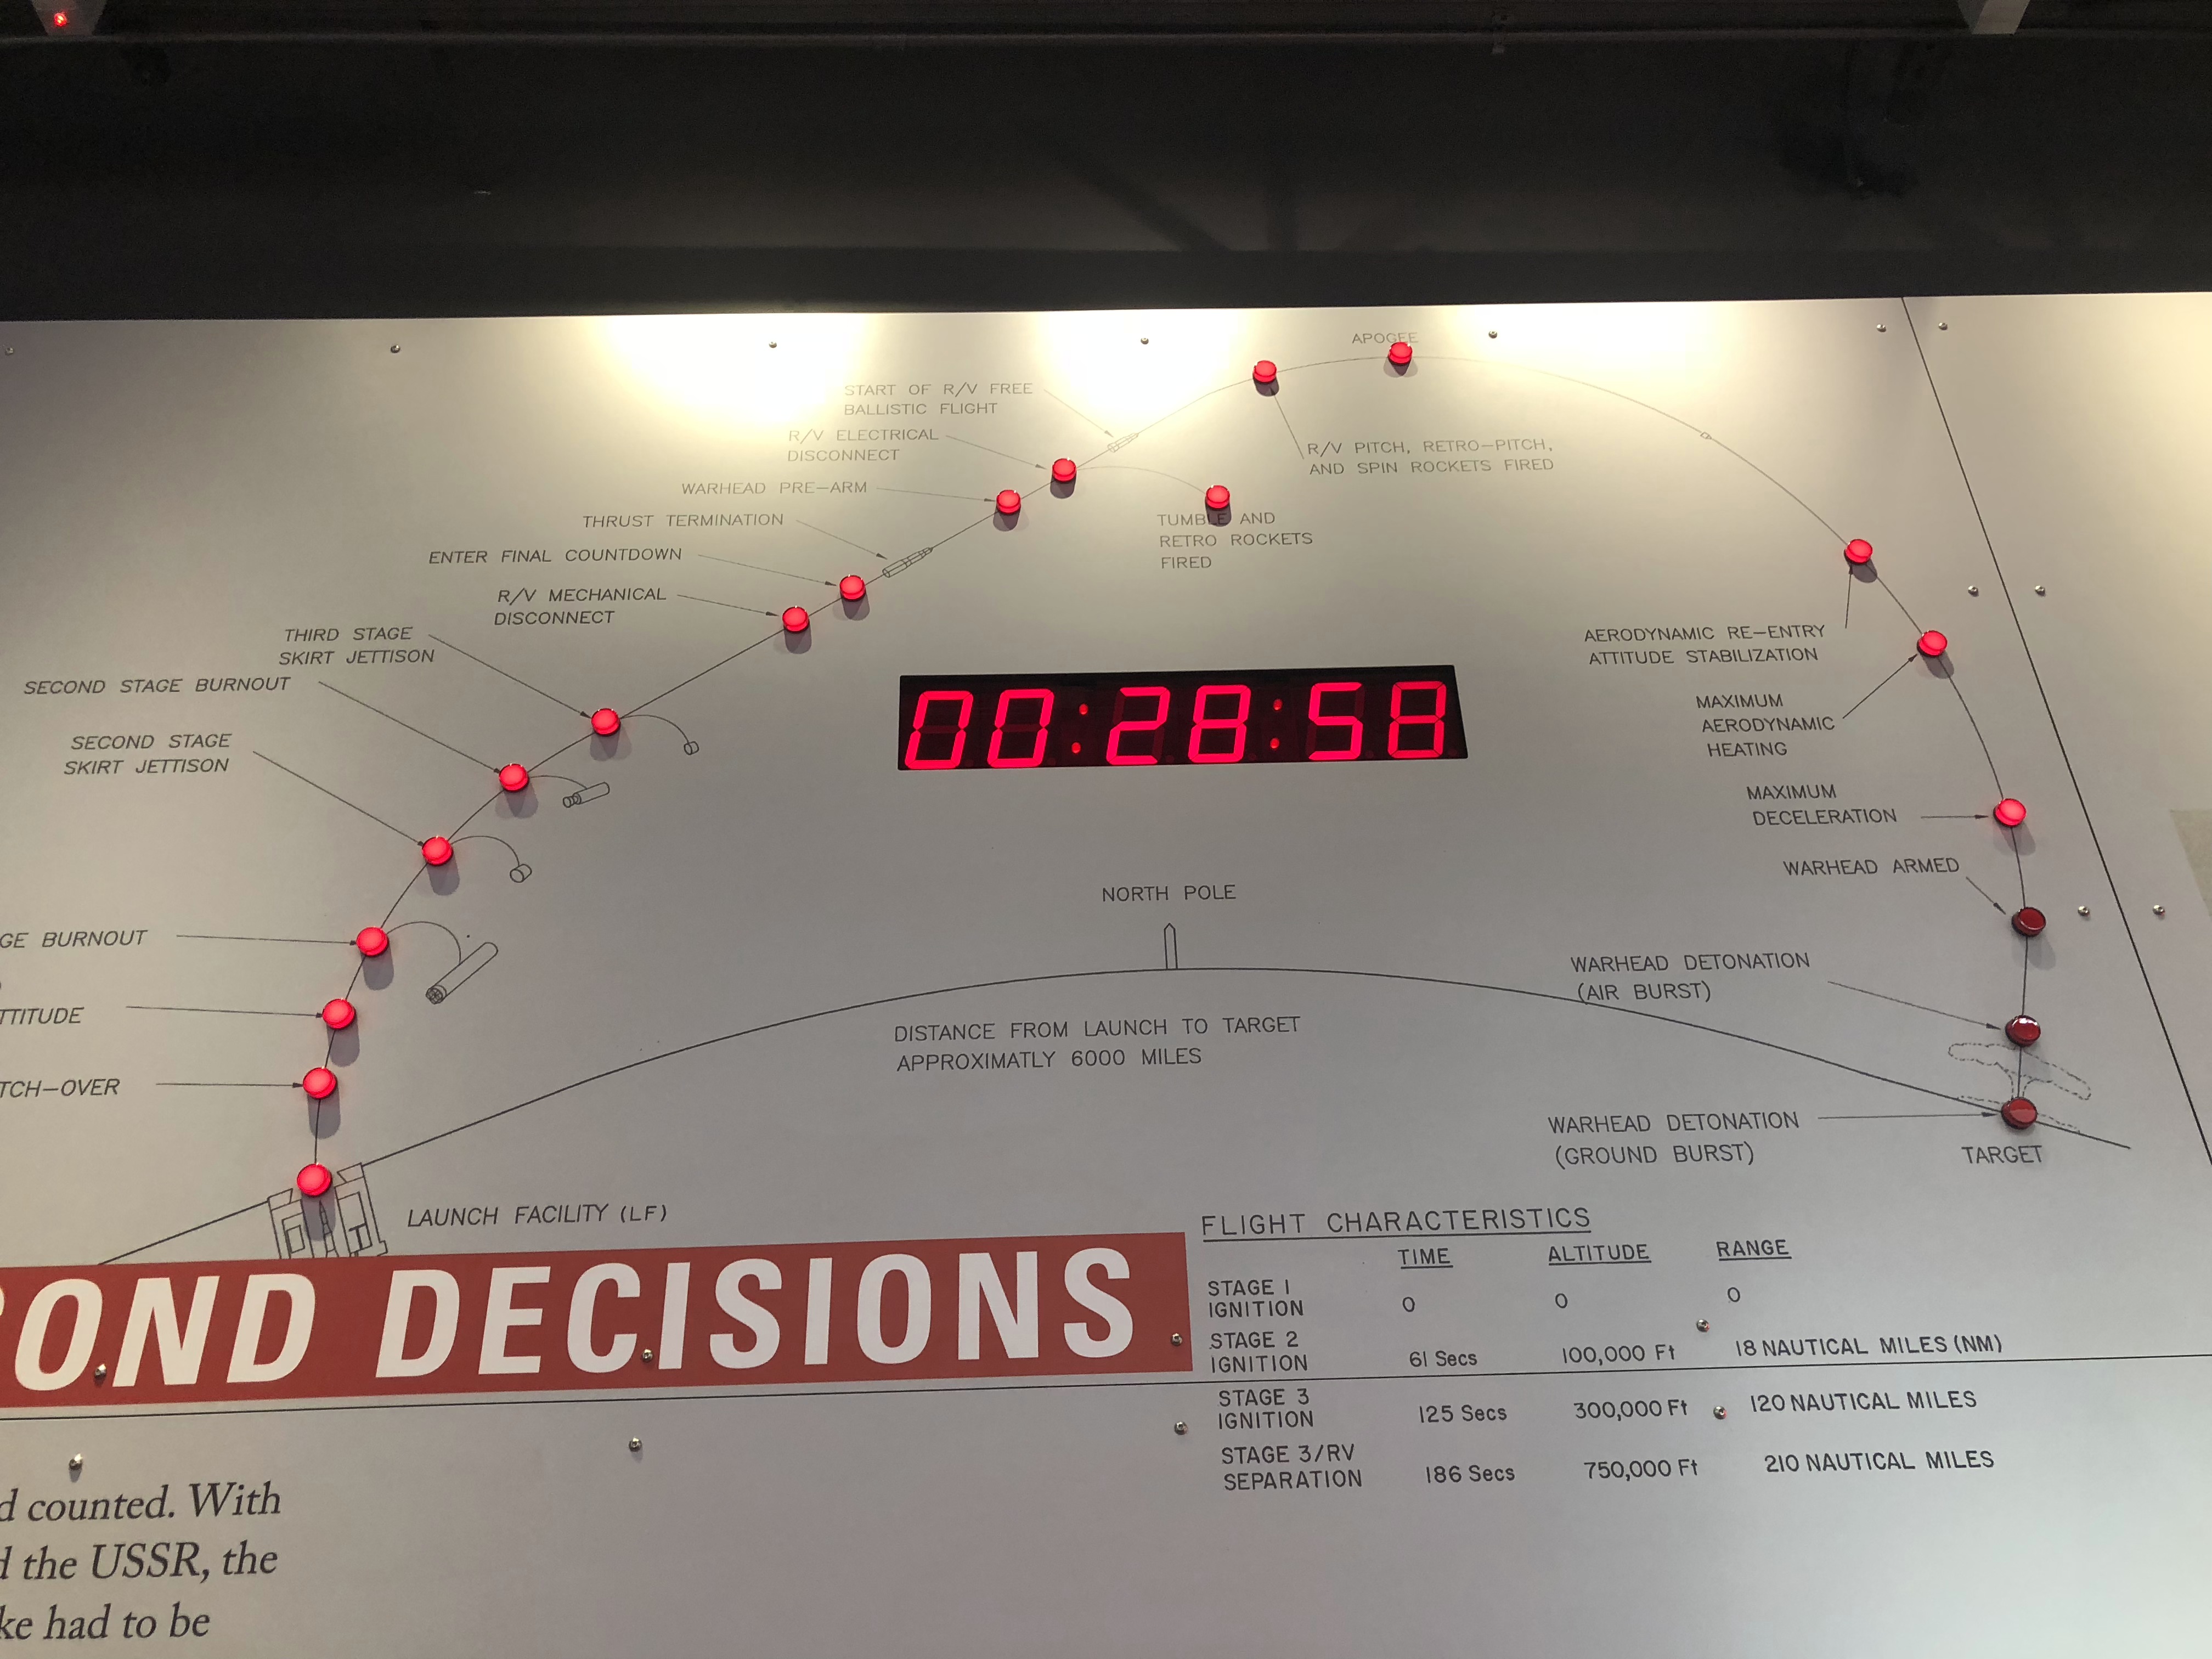 APOGEE
START OF R/V FREE
BALLISTIC FLIGHT
R/V ELECTRICAL
DISCONNECT
R/V PITCH, RETRO-PITCH,
AND SPIN ROCKETS FIRED
WARHEAD PRE-ARM
THRUST TERMINATION
TUMBLE AND
RETRO ROCKETS
FIRED
ENTER FINAL COUNTDOWN
R/V MECHANICAL
DISCONNECT
THIRD STAGE
SKIRT JETTISON
AERODYNAMIC RE-ENTRY
ATTITUDE STABILIZATION
SECOND STAGE BURNOUT
00:28:58
MAXIMUM
AERODYNAMIC
HEATING
SECOND STAGE
SKIRT JETTISON
MAXIMUM
DECELERATION
WARHEAD ARMED
NORTH POLE
GE BURNOUT
WARHEAD DETONATION
(AIR BURST)
TTITUDE
DISTANCE FROM LAUNCH TO TARGET
APPROXIMATLY 6000 MILES
TCH-OVER
WARHEAD DETONATION
(GROUND BURST)
TARGET
LAUNCH FACILITY (LF)
OND DECISIONS
FLIGHT CHARACTERISTICS
TIME ALTITUDE RANGE
STAGE 1
IGNITION 0 0 0
STAGE 2
IGNITION 61 Secs 100,000 Ft 18 NAUTICAL MILES (NM)
STAGE 3
IGNITION 125 Secs 300,000 Ft 120 NAUTICAL MILES
STAGE 3/RV
SEPARATION 186 Secs 750,000 Ft 210 NAUTICAL MILES
d counted. With
d the USSR, the
ke had to be